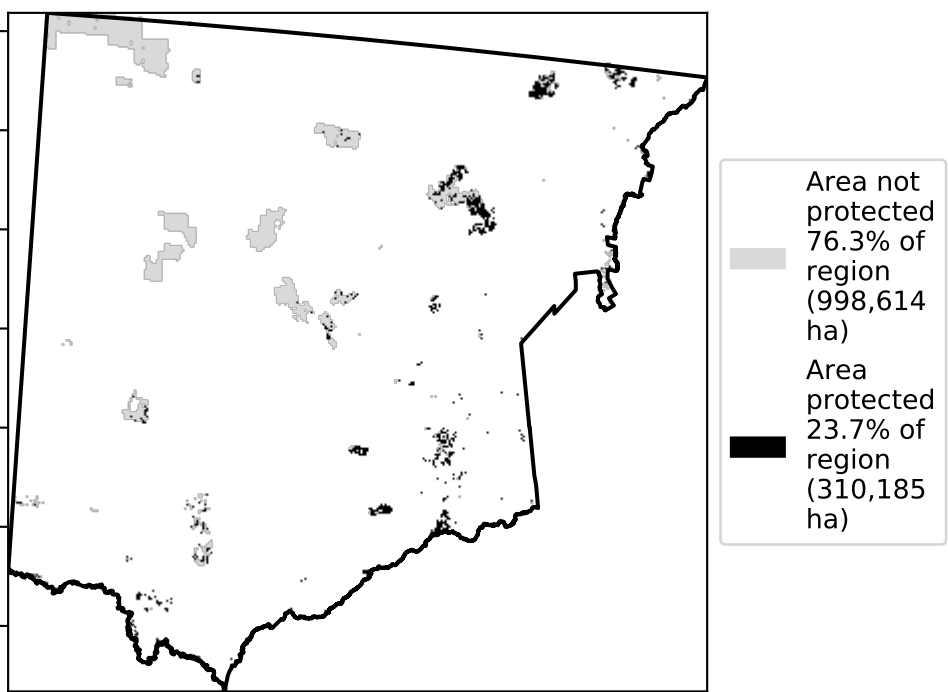 Area not
protected
76.3% of
region
(998,614
ha)
Area
protected
23.7% of
region
(310,185
ha)